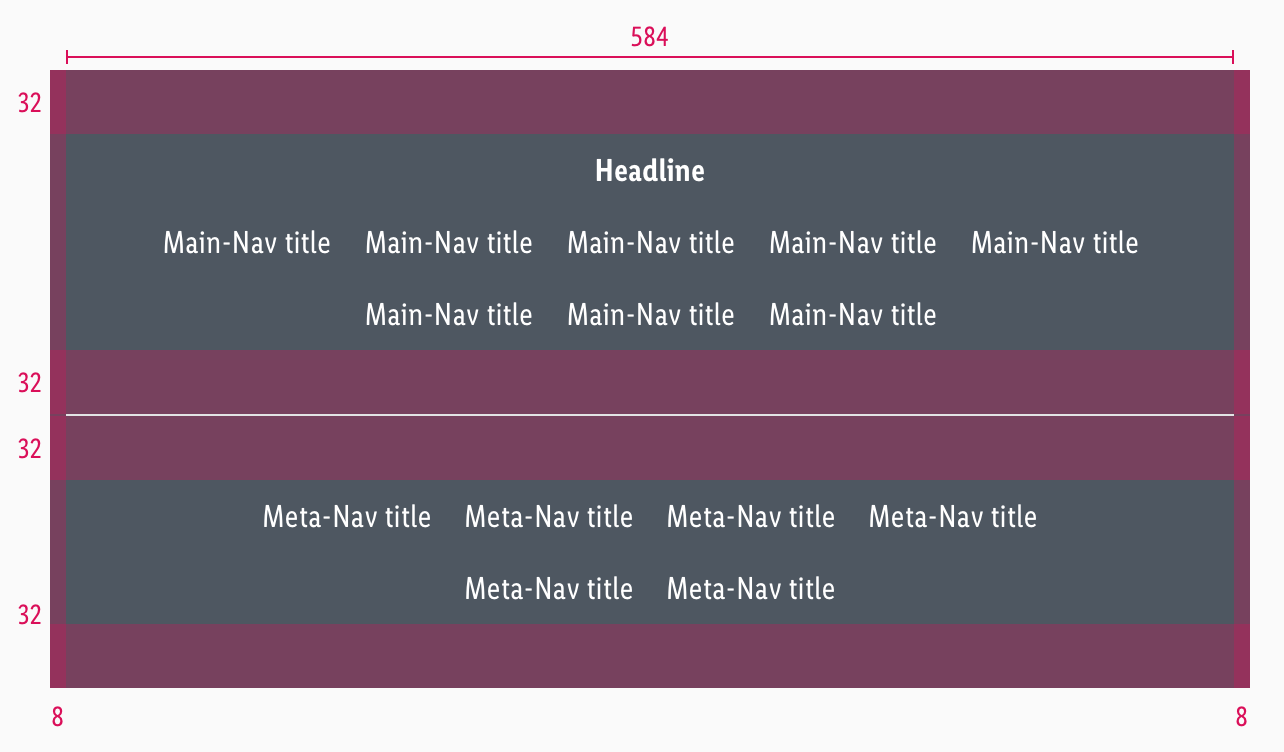 584
32
Headline
Main-Nav title Main-Nav title Main-Nav title Main-Nav title Main-Nav title
Main-Nav title Main-Nav title Main-Nav title
32
32
Meta-Nav title Meta-Nav title Meta-Nav title Meta-Nav title
Meta-Nav title Meta-Nav title
32
8 8